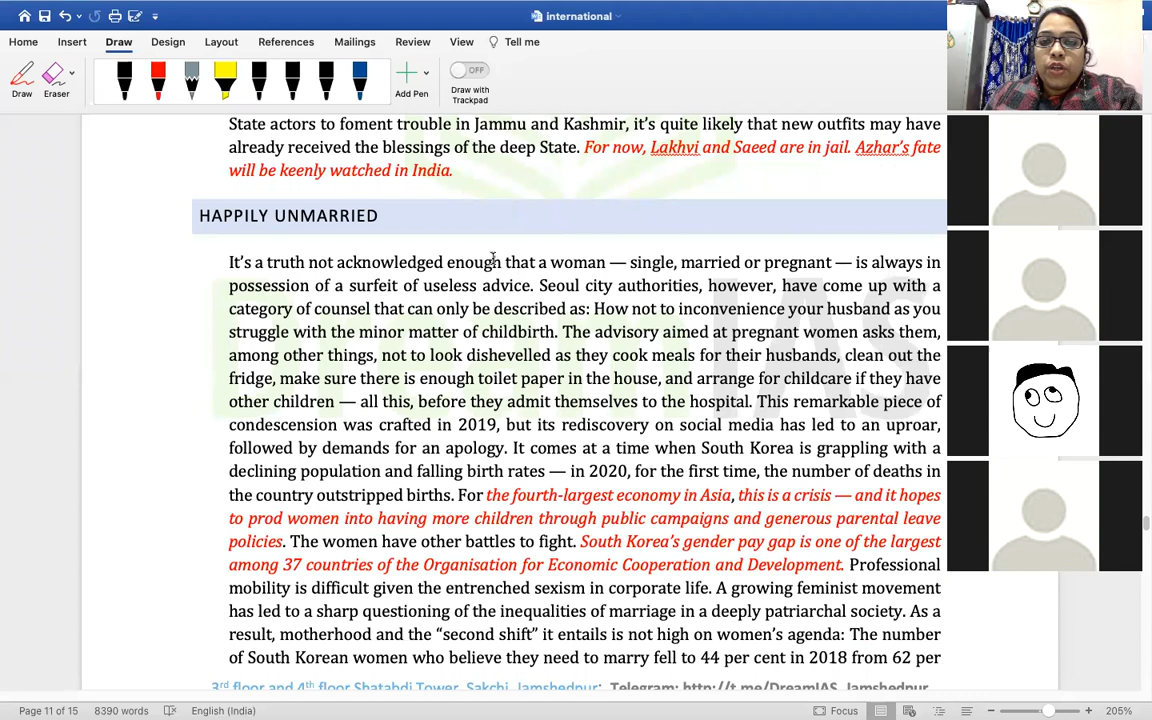 international
Home Insert Draw Design Layout References Mailings Review View Tell me
OFF
Draw Eraser Add Pen Draw with Trackpad
State actors to foment trouble in Jammu and Kashmir, it's quite likely that new outfits may have
already received the blessings of the deep State. For now, Lakhvi and Saeed are in jail. Azhar's fate
will be keenly watched in India.
HAPPILY UNMARRIED
It's a truth not acknowledged enough that a woman — single, married or pregnant — is always in
possession of a surfeit of useless advice. Seoul city authorities, however, have come up with a
category of counsel that can only be described as: How not to inconvenience your husband as you
struggle with the minor matter of childbirth. The advisory aimed at pregnant women asks them,
among other things, not to look dishevelled as they cook meals for their husbands, clean out the
fridge, make sure there is enough toilet paper in the house, and arrange for childcare if they have
other children — all this, before they admit themselves to the hospital. This remarkable piece of
condescension was crafted in 2019, but its rediscovery on social media has led to an uproar,
followed by demands for an apology. It comes at a time when South Korea is grappling with a
declining population and falling birth rates — in 2020, for the first time, the number of deaths in
the country outstripped births. For the fourth-largest economy in Asia, this is a crisis — and it hopes
to prod women into having more children through public campaigns and generous parental leave
policies. The women have other battles to fight. South Korea's gender pay gap is one of the largest
among 37 countries of the Organisation for Economic Cooperation and Development. Professional
mobility is difficult given the entrenched sexism in corporate life. A growing feminist movement
has led to a sharp questioning of the inequalities of marriage in a deeply patriarchal society. As a
result, motherhood and the “second shift” it entails is not high on women's agenda: The number
of South Korean women who believe they need to marry fell to 44 per cent in 2018 from 62 per
DreamIAS
3rd floor and 4th floor Shatabdi Tower, Sakchi, Jamshedpur; Telegram: http://t.me/DreamIAS_Jamshedpur
Page 11 of 15 8390 words English (India) Focus 205%